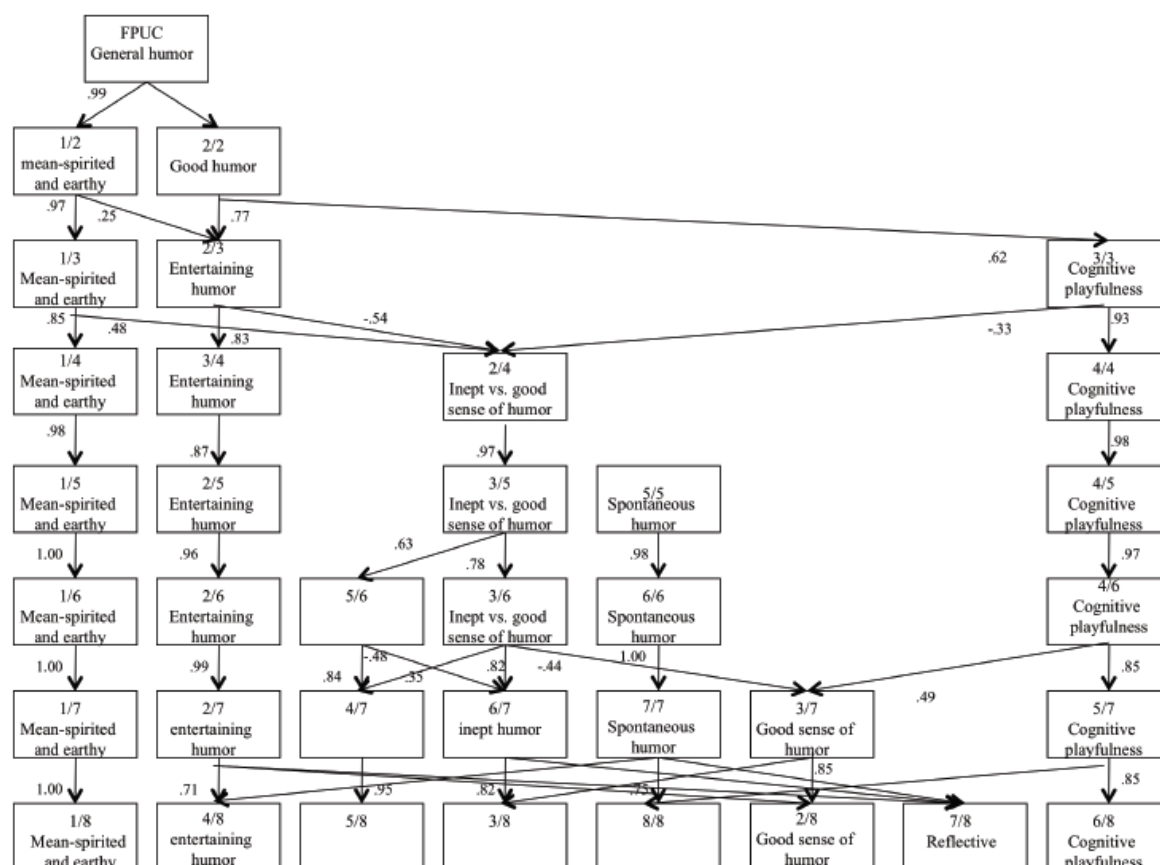 FPUC
General humor
.99
1/2
mean-spirited
and earthy
2/2
Good humor
.97
.25
.77
.62
1/3
Mean-spirited
and earthy
2/3
Entertaining
humor
3/3
Cognitive
playfulness
.85
.48
.83
-.54
-.33
.93
1/4
Mean-spirited
and earthy
3/4
Entertaining
humor
2/4
Inept vs. good
sense of humor
4/4
Cognitive
playfulness
.98
.87
.97
.98
1/5
Mean-spirited
and earthy
2/5
Entertaining
humor
3/5
Inept vs. good
sense of humor
5/5
Spontaneous
humor
4/5
Cognitive
playfulness
1.00
.96
.63
.78
.98
.97
1/6
Mean-spirited
and earthy
2/6
Entertaining
humor
5/6
3/6
Inept vs. good
sense of humor
6/6
Spontaneous
humor
4/6
Cognitive
playfulness
1.00
.99
.84
-.48
.35
.82
-.44
1.00
.49
.85
1/7
Mean-spirited
and earthy
2/7
entertaining
humor
4/7
6/7
inept humor
7/7
Spontaneous
humor
3/7
Good sense of
humor
5/7
Cognitive
playfulness
1.00
.71
.95
.82
.75
.85
.85
1/8
Mean-spirited
and earthy
4/8
entertaining
humor
5/8
3/8
8/8
2/8
Good sense of
humor
7/8
Reflective
6/8
Cognitive
playfulness